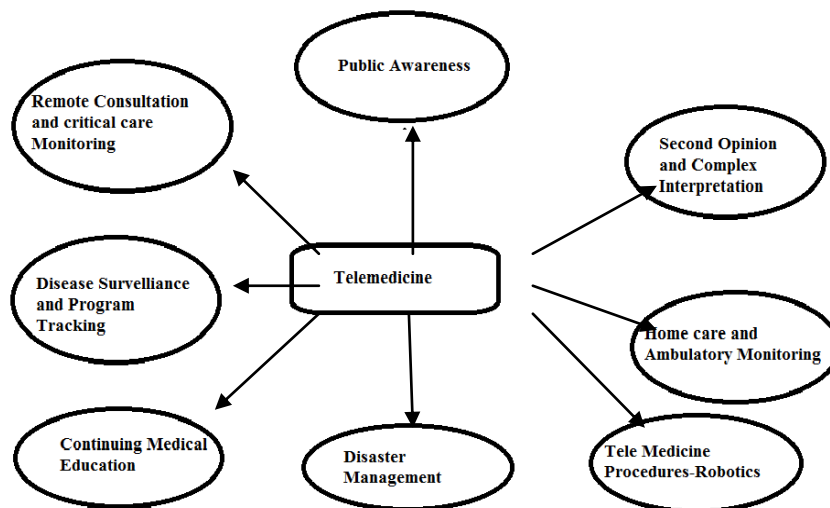 Public Awareness
Remote Consultation
and critical care
Monitoring
Second Opinion
and Complex
Interpretation
Telemedicine
Disease Survelliance
and Program
Tracking
Home care and
Ambulatory Monitoring
Continuing Medical
Education
Disaster
Management
Tele Medicine
Procedures-Robotics